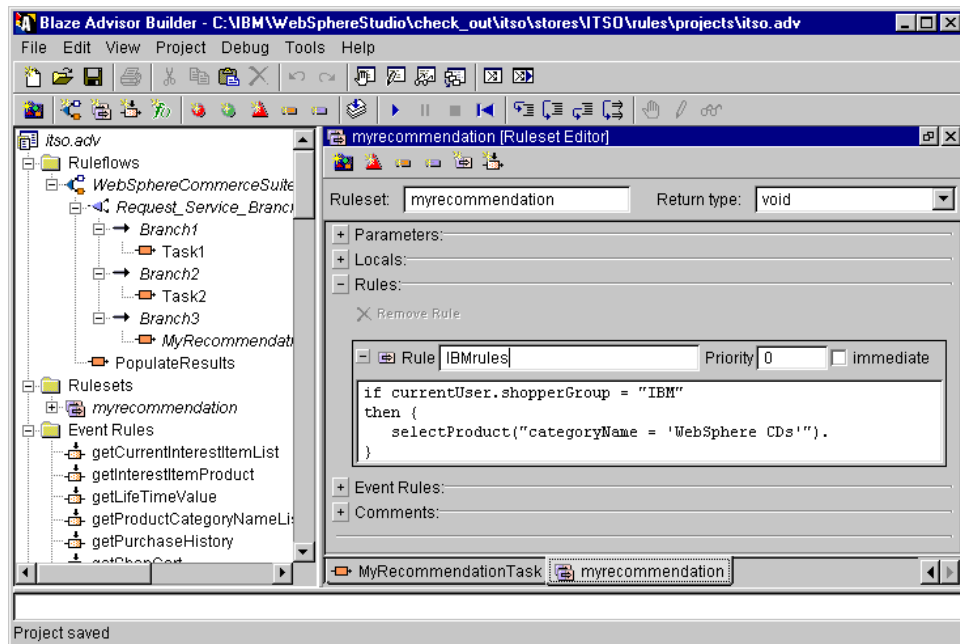 Blaze Advisor Builder - C:\IBM\WebSphereStudio\check_out\itso\stores\ITSO\rules\projects\itso.adv
File Edit View Project Debug Tools Help
itso.adv
Ruleflows
WebSphereCommerceSuite
Request_Service_Branch
Branch1
Task1
Branch2
Task2
Branch3
MyRecommendati
PopulateResults
Rulesets
myrecommendation
Event Rules
getCurrentInterestItemList
getInterestItemProduct
getLifeTimeValue
getProductCategoryNameLis
getPurchaseHistory
getShopCart
myrecommendation [Ruleset Editor]
Ruleset: myrecommendation Return type: void
Parameters:
Locals:
Rules:
Remove Rule
Rule IBMrules Priority 0 immediate
if currentUser.shopperGroup = "IBM"
then {
selectProduct("categoryName = 'WebSphere CDs'").
}
Event Rules:
Comments:
MyRecommendationTask myrecommendation
Project saved